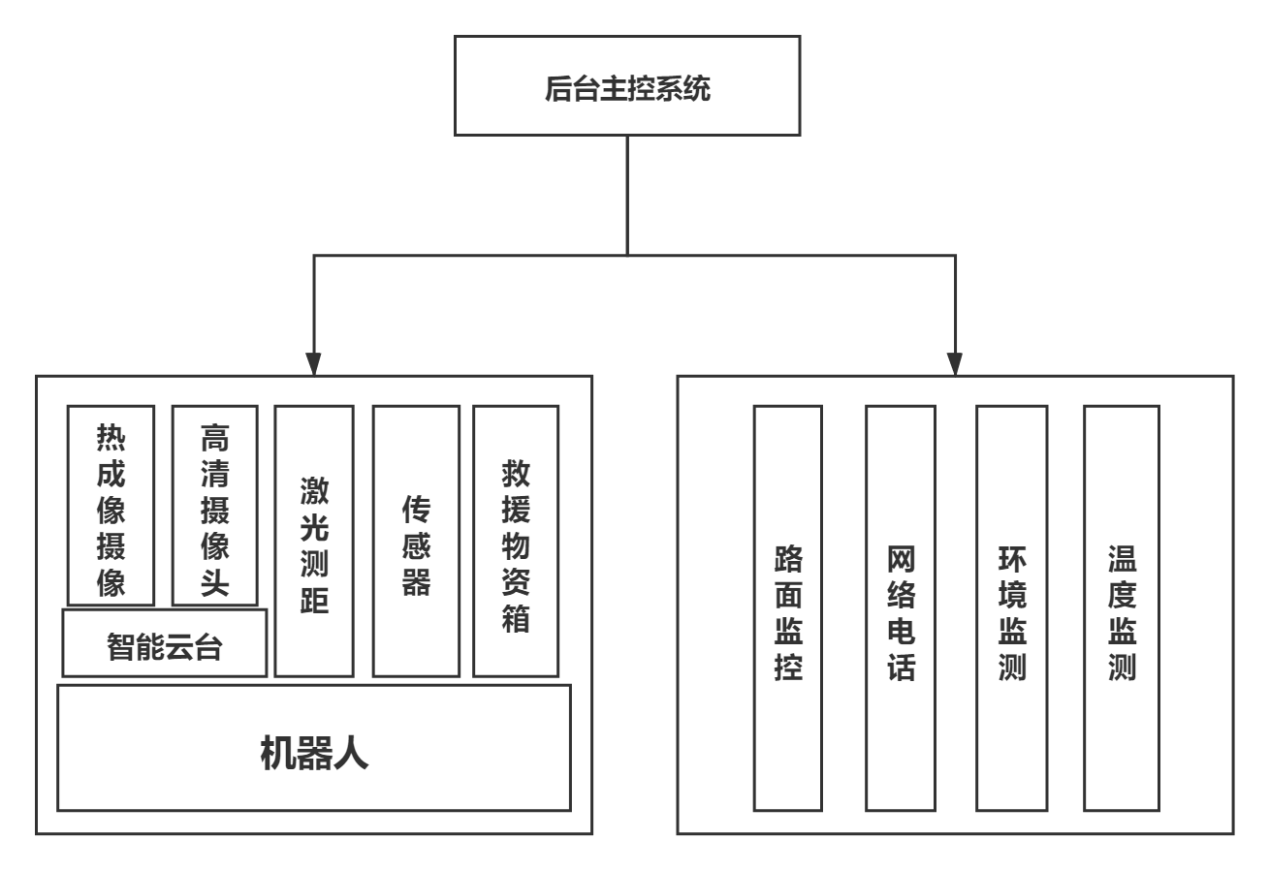 后台主控系统
热成像摄像
高清摄像头
激光测距
传感器
救援物资箱
智能云台
机器人
路面监控
网络电话
环境监测
温度监测